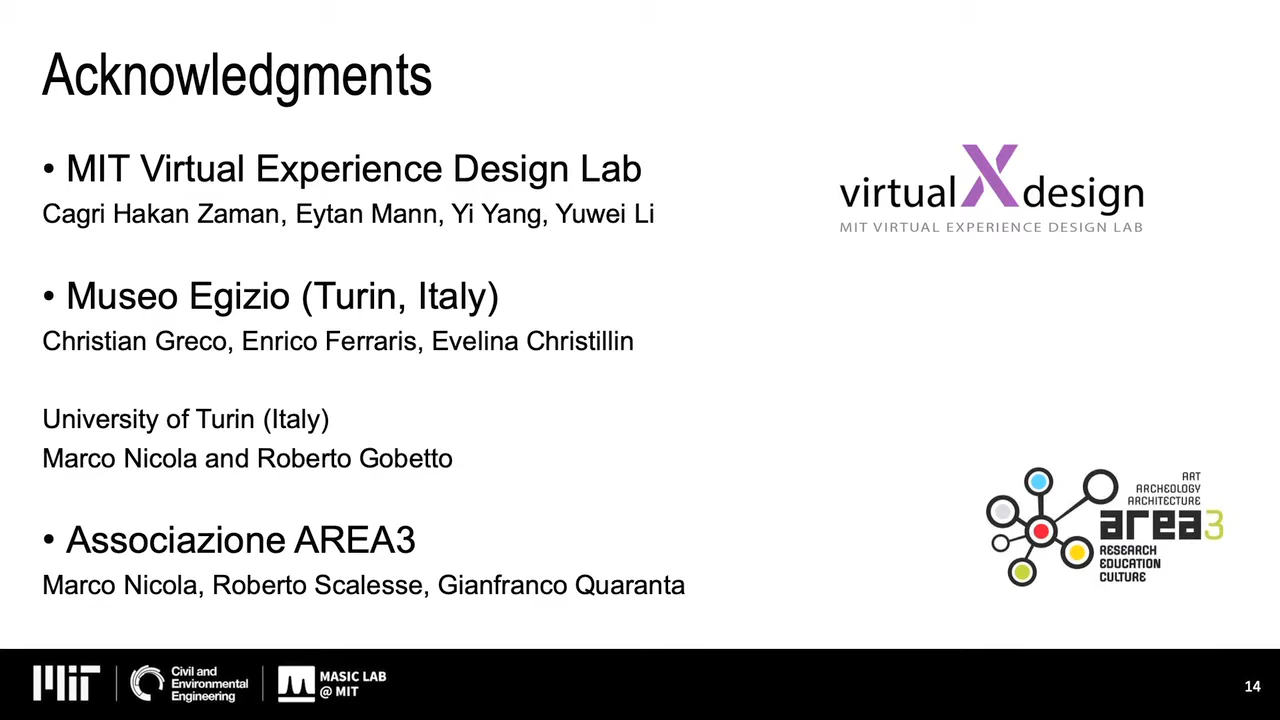 Acknowledgments
• MIT Virtual Experience Design Lab
Cagri Hakan Zaman, Eytan Mann, Yi Yang, Yuwei Li
virtual X design
MIT VIRTUAL EXPERIENCE DESIGN LAB
• Museo Egizio (Turin, Italy)
Christian Greco, Enrico Ferraris, Evelina Christillin
University of Turin (Italy)
Marco Nicola and Roberto Gobetto
• Associazione AREA3
Marco Nicola, Roberto Scalesse, Gianfranco Quaranta
ART
ARCHEOLOGY
ARCHITECTURE
area3
RESEARCH
EDUCATION
CULTURE
MIT
Civil and
Environmental
Engineering
MASIC LAB
@ MIT
14